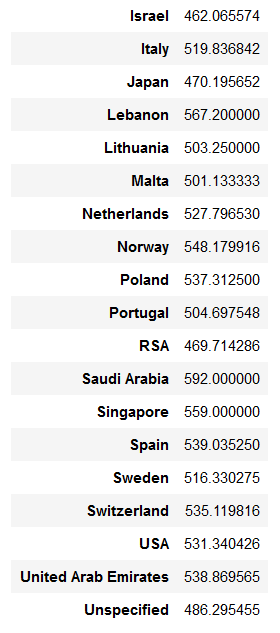 Israel 462.065574
Italy 519.836842
Japan 470.195652
Lebanon 567.200000
Lithuania 503.250000
Malta 501.133333
Netherlands 527.796530
Norway 548.179916
Poland 537.312500
Portugal 504.697548
RSA 469.714286
Saudi Arabia 592.000000
Singapore 559.000000
Spain 539.035250
Sweden 516.330275
Switzerland 535.119816
USA 531.340426
United Arab Emirates 538.869565
Unspecified 486.295455